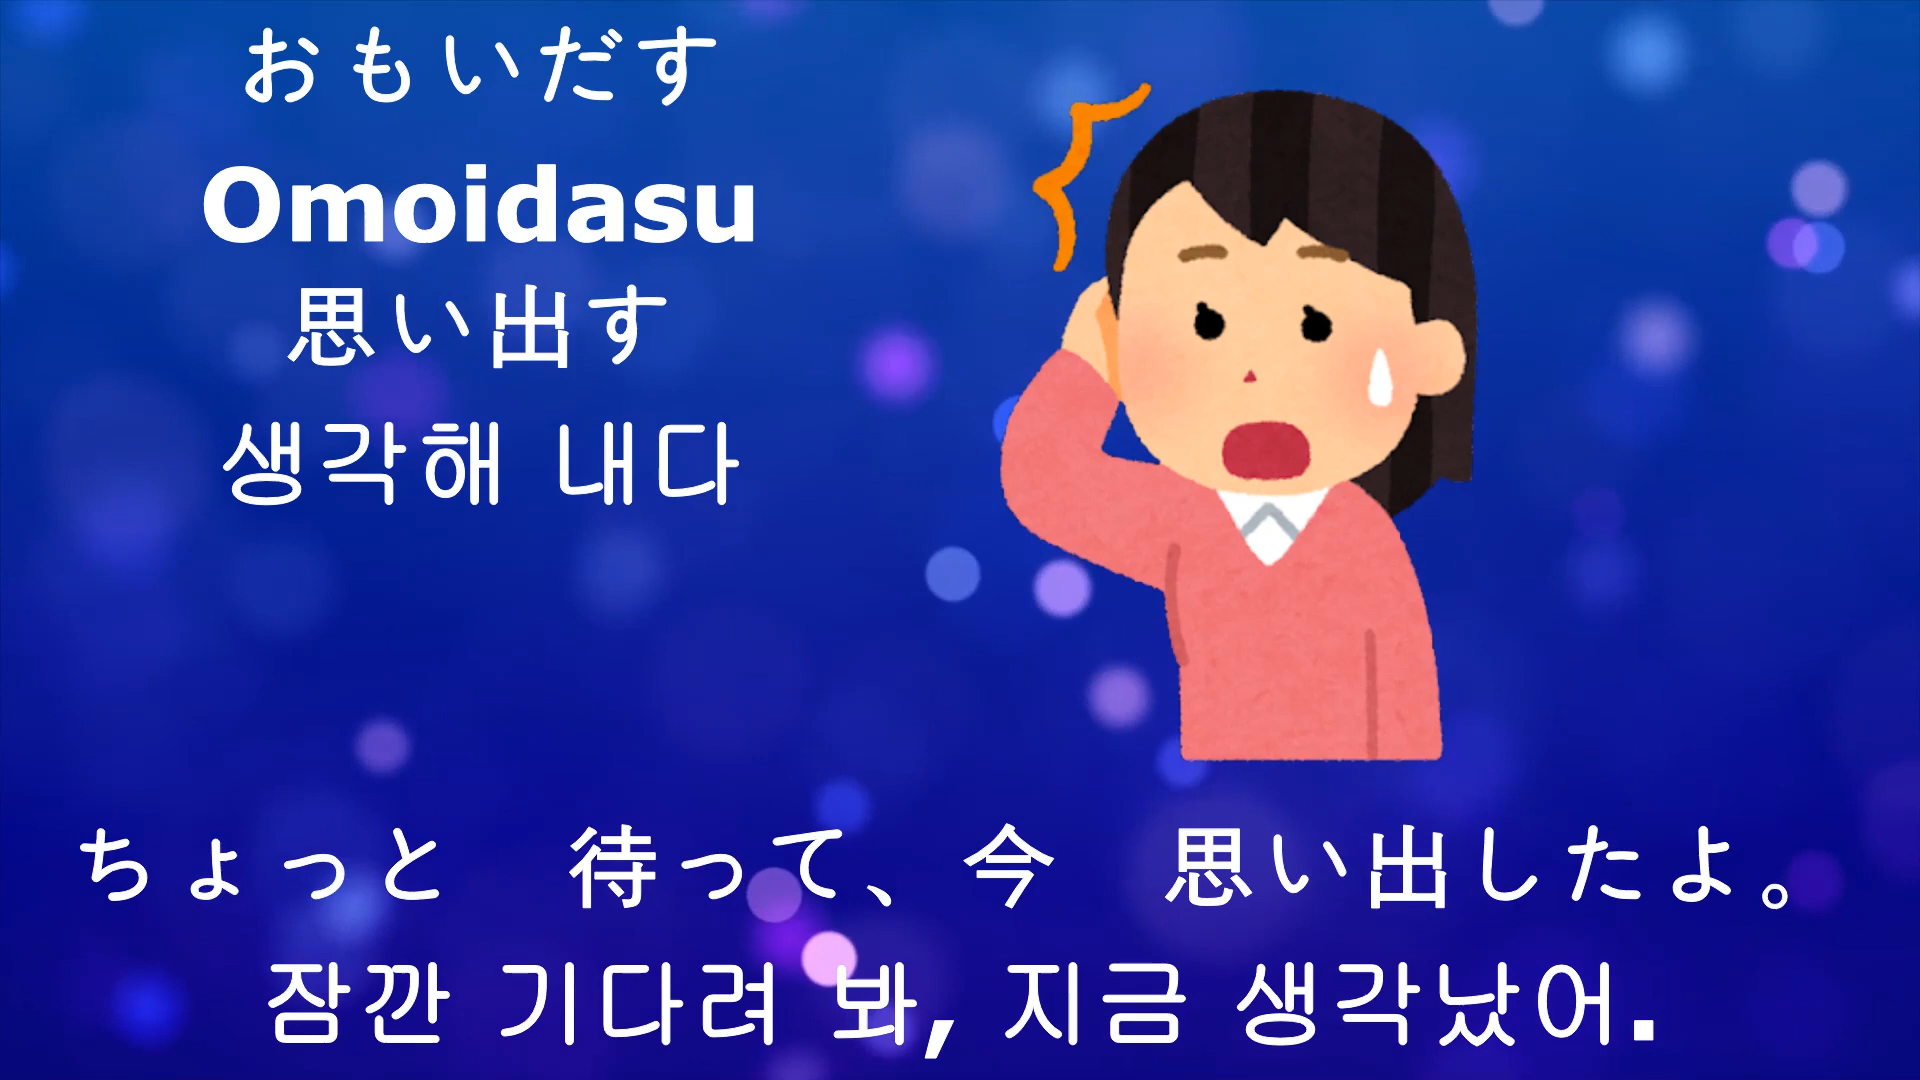 おもいだす
Omoidasu
思い出す
생각해 내다
ちょっと　待って、今　思い出したよ。
잠깐 기다려 봐, 지금 생각났어.